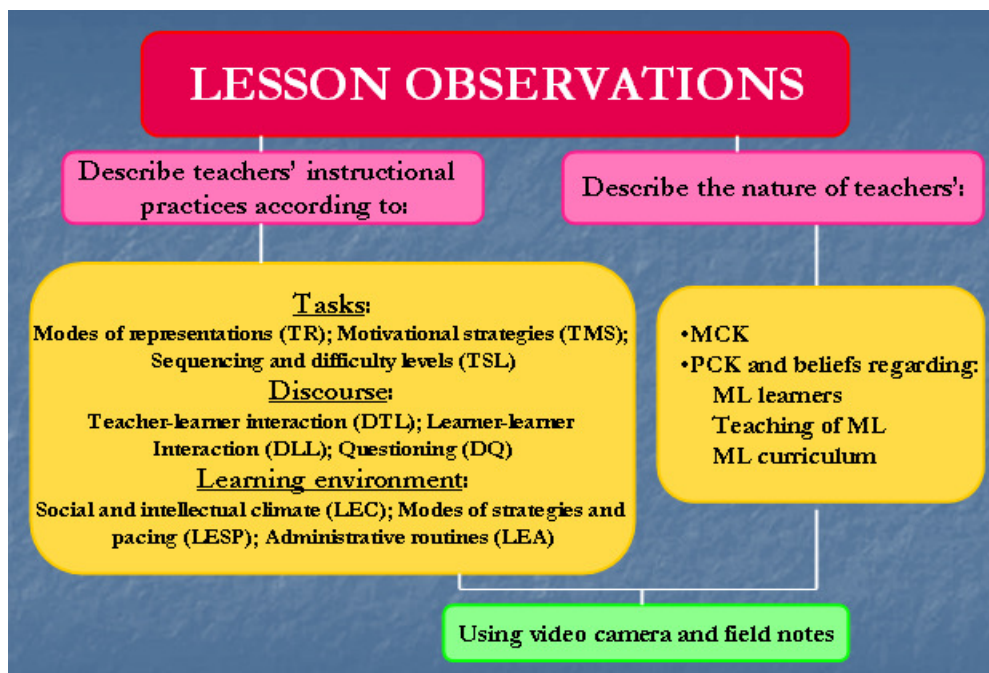 LESSON OBSERVATIONS
Describe teachers' instructional
practices according to:
Describe the nature of teachers':
Tasks:
Modes of representations (TR); Motivational strategies (TMS);
Sequencing and difficulty levels (TSL)
Discourse:
Teacher-learner interaction (DTL); Learner-learner
Interaction (DLL); Questioning (DQ)
Learning environment:
Social and intellectual climate (LEC); Modes of strategies and
pacing (LESP); Administrative routines (LEA)
•MCK
•PCK and beliefs regarding:
ML learners
Teaching of ML
ML curriculum
Using video camera and field notes